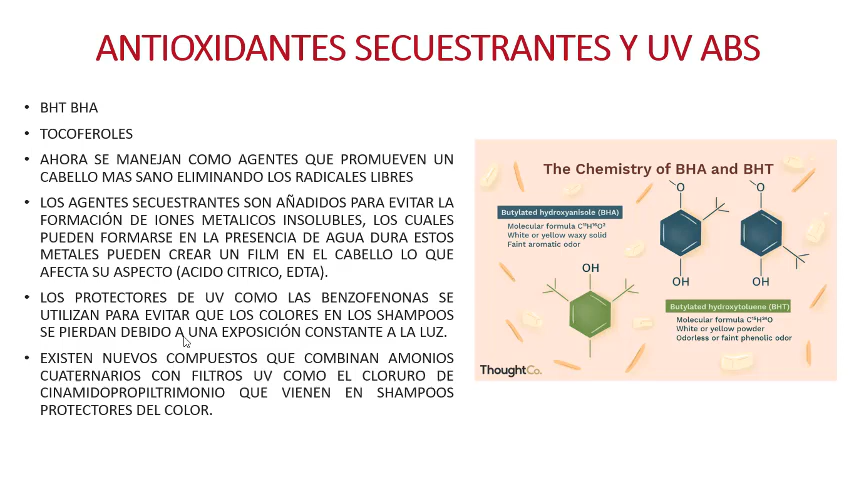 ANTIOXIDANTES SECUESTRANTES Y UV ABS
• BHT BHA
• TOCOFEROLES
• AHORA SE MANEJAN COMO AGENTES QUE PROMUEVEN UN
CABELLO MAS SANO ELIMINANDO LOS RADICALES LIBRES
• LOS AGENTES SECUESTRANTES SON AÑADIDOS PARA EVITAR LA
FORMACIÓN DE IONES METALICOS INSOLUBLES, LOS CUALES
PUEDEN FORMARSE EN LA PRESENCIA DE AGUA DURA ESTOS
METALES PUEDEN CREAR UN FILM EN EL CABELLO LO QUE
AFECTA SU ASPECTO (ACIDO CITRICO, EDTA).
• LOS PROTECTORES DE UV COMO LAS BENZOFENONAS SE
UTILIZAN PARA EVITAR QUE LOS COLORES EN LOS SHAMPOOS
SE PIERDAN DEBIDO A UNA EXPOSICIÓN CONSTANTE A LA LUZ.
• EXISTEN NUEVOS COMPUESTOS QUE COMBINAN AMONIOS
CUATERNARIOS CON FILTROS UV COMO EL CLORURO DE
CINAMIDOPROPILTRIMONIO QUE VIENEN EN SHAMPOOS
PROTECTORES DEL COLOR.
The Chemistry of BHA and BHT
Butylated hydroxyanisole (BHA)
Molecular formula C¹¹H¹⁶O²
White or yellow waxy solid
Faint aromatic odor
O
O
OH
OH
OH
Butylated hydroxytoluene (BHT)
Molecular formula C¹⁵H²⁴O
White or yellow powder
Odorless or faint phenolic odor
ThoughtCo.